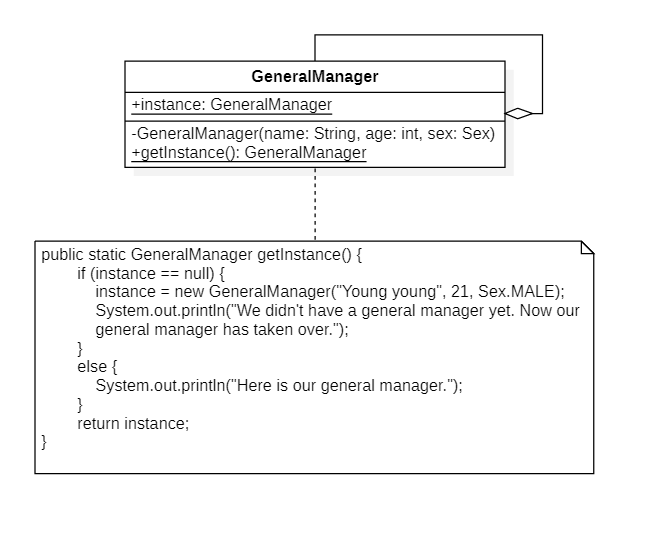 GeneralManager
+instance: GeneralManager
-GeneralManager(name: String, age: int, sex: Sex)
+getInstance(): GeneralManager
public static GeneralManager getInstance() {
if (instance == null) {
instance = new GeneralManager("Young young", 21, Sex.MALE);
System.out.println("We didn't have a general manager yet. Now our
general manager has taken over.");
}
else {
System.out.println("Here is our general manager.");
}
return instance;
}